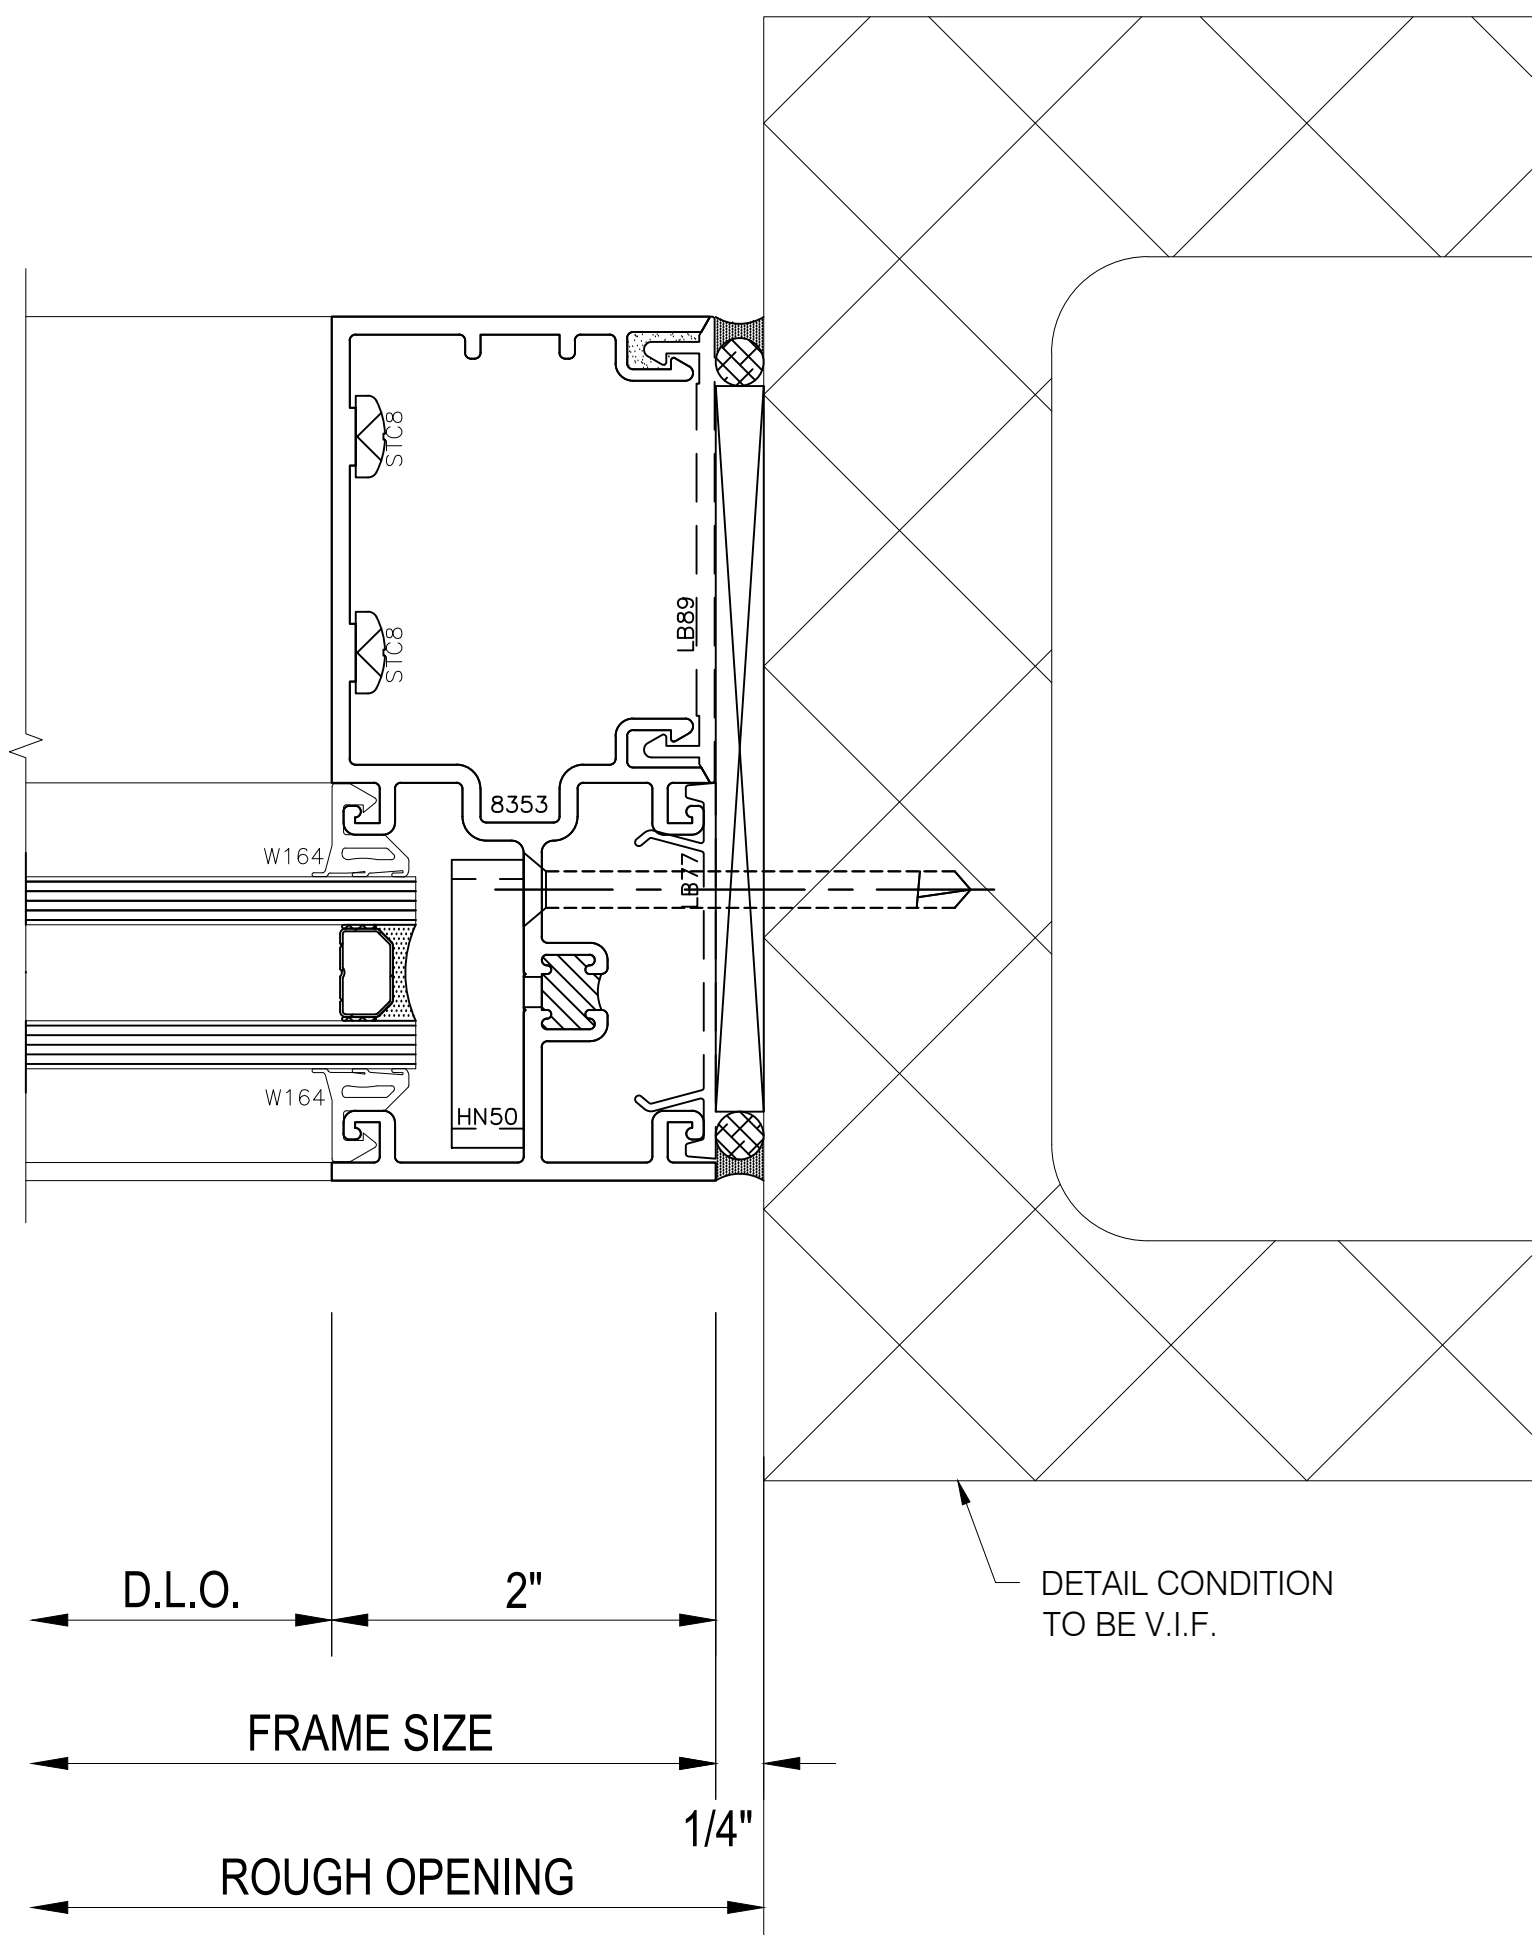 STC8
LB89
STC8
8353
W164
LB77
W164
HN50
DETAIL CONDITION
TO BE V.I.F.
D.L.O.
2"
FRAME SIZE
1/4"
ROUGH OPENING